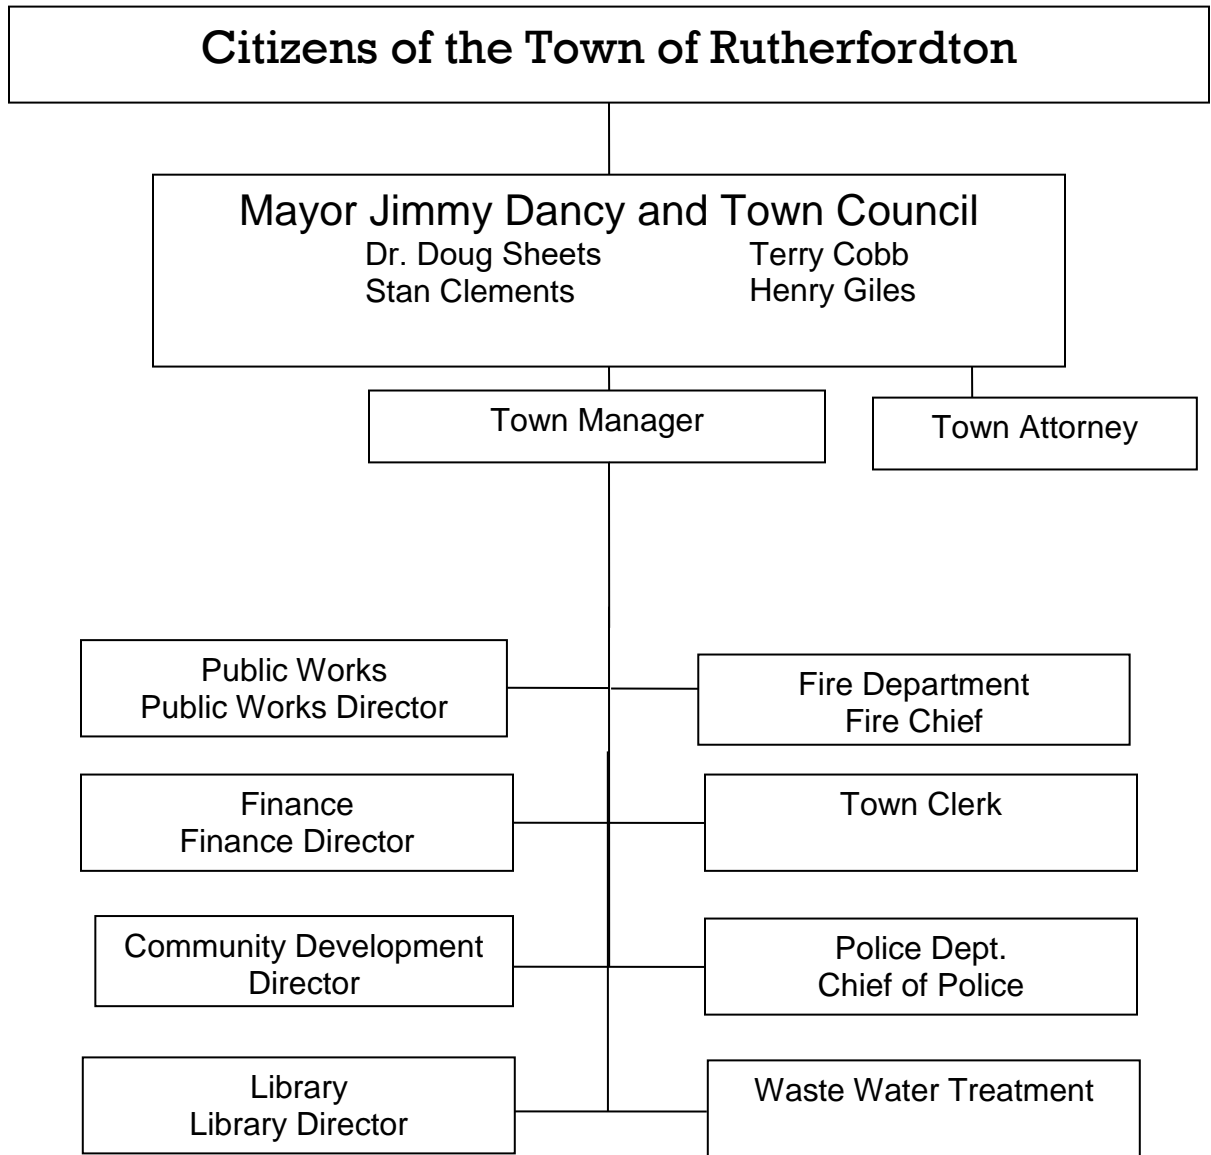 Citizens of the Town of Rutherfordton
Mayor Jimmy Dancy and Town Council
Dr. Doug Sheets Terry Cobb
Stan Clements Henry Giles
Town Manager
Town Attorney
Public Works
Public Works Director
Fire Department
Fire Chief
Finance
Finance Director
Town Clerk
Community Development
Director
Police Dept.
Chief of Police
Library
Library Director
Waste Water Treatment